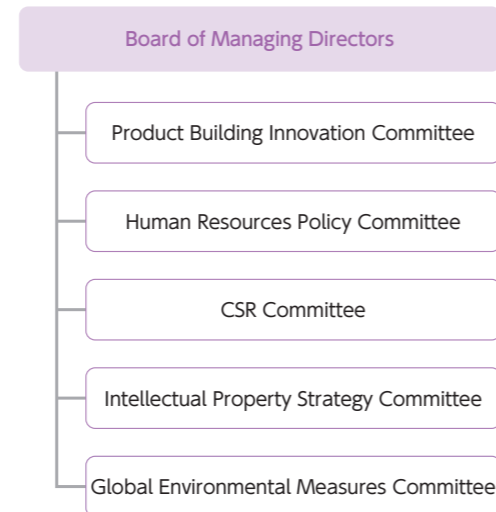 Board of Managing Directors
Product Building Innovation Committee
Human Resources Policy Committee
CSR Committee
Intellectual Property Strategy Committee
Global Environmental Measures Committee